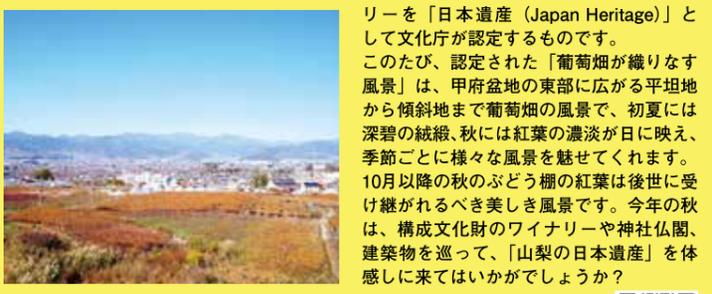 リーを「日本遺産（Japan Heritage）」と
して文化庁が認定するものです。
このたび、認定された「葡萄畑が織りなす
風景」は、甲府盆地の東部に広がる平坦地
から傾斜地まで葡萄畑の風景で、初夏には
深碧の絨緞、秋には紅葉の濃淡が日に映え、
季節ごとに様々な風景を魅せてくれます。
10月以降の秋のぶどう棚の紅葉は後世に受
け継がれるべき美しき風景です。今年の秋
は、構成文化財のワイナリーや神社仏閣、
建築物を巡って、「山梨の日本遺産」を体
感しに来てはいかがでしょうか？